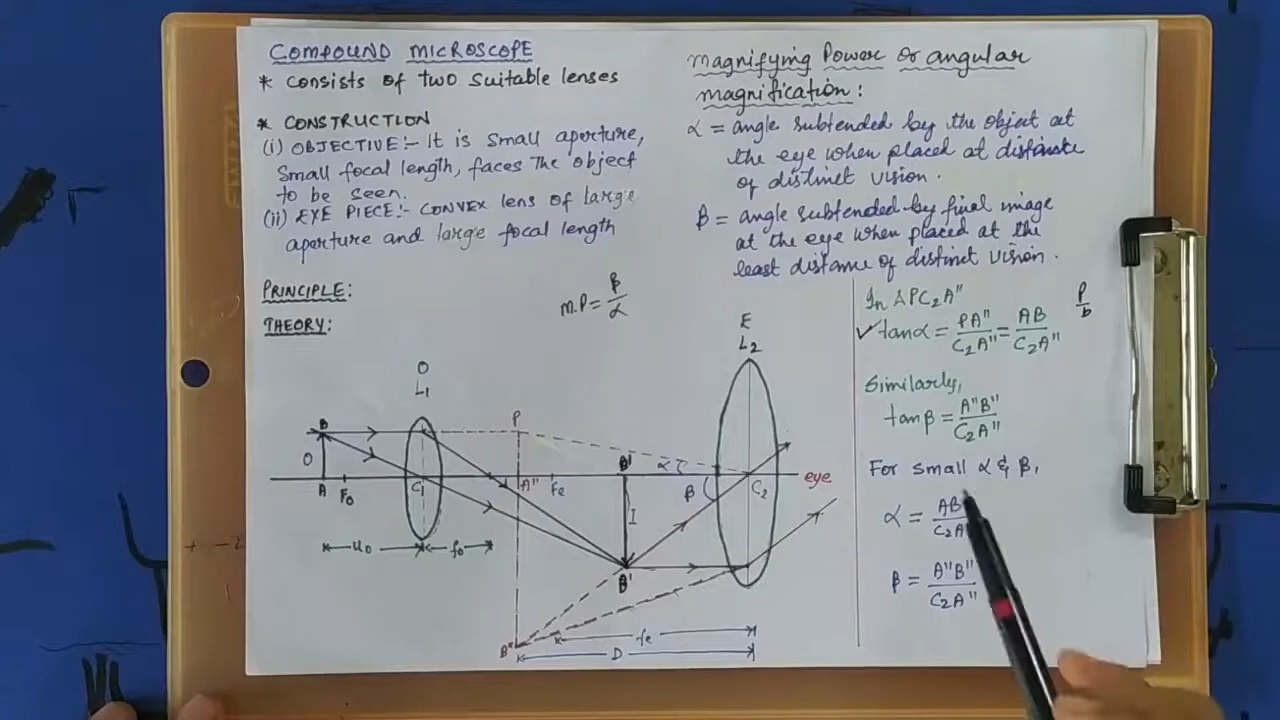 COMPOUND MICROSCOPE
* CONSISTS OF TWO SUITABLE LENSES
* CONSTRUCTION
(i) OBJECTIVE:- It is small aperture,
small focal length, faces the object
to be seen.
(ii) EYE PIECE:- CONVEX lens of large
aperture and large focal length
PRINCIPLE:
THEORY:
M.P = β/α
O
L₁
E
L₂
B
P
O
A
F₀
C₁
A"
Fe
B'
I
B'
α
β
C₂
eye
u₀
f₀
B"
fe
D
Magnifying Power or angular
magnification:
α = angle subtended by the object at
the eye when placed at distance
of distinct vision.
β = angle subtended by final image
at the eye when placed at the
least distance of distinct vision.
In ΔPC₂A"
✓tanα = PA"/C₂A" = AB/C₂A"
P/b
Similarly,
tanβ = A"B"/C₂A"
For small α & β,
α = AB/C₂A
β = A"B"/C₂A"